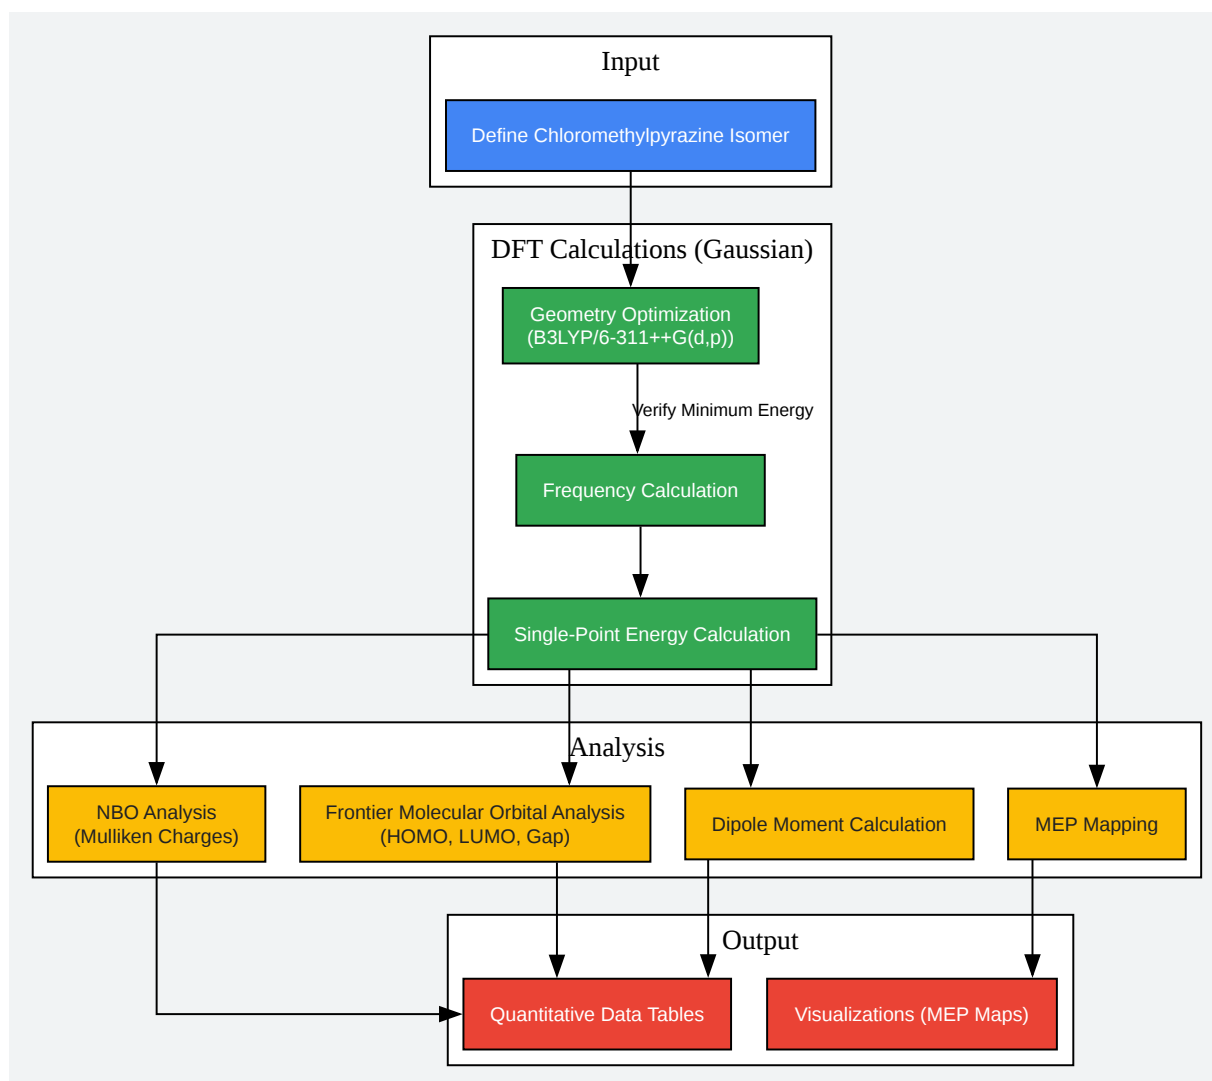 Input
Define Chloromethylpyrazine Isomer
DFT Calculations (Gaussian)
Geometry Optimization
(B3LYP/6-311++G(d,p))
Verify Minimum Energy
Frequency Calculation
Single-Point Energy Calculation
Analysis
NBO Analysis
(Mulliken Charges)
Frontier Molecular Orbital Analysis
(HOMO, LUMO, Gap)
Dipole Moment Calculation
MEP Mapping
Output
Quantitative Data Tables
Visualizations (MEP Maps)